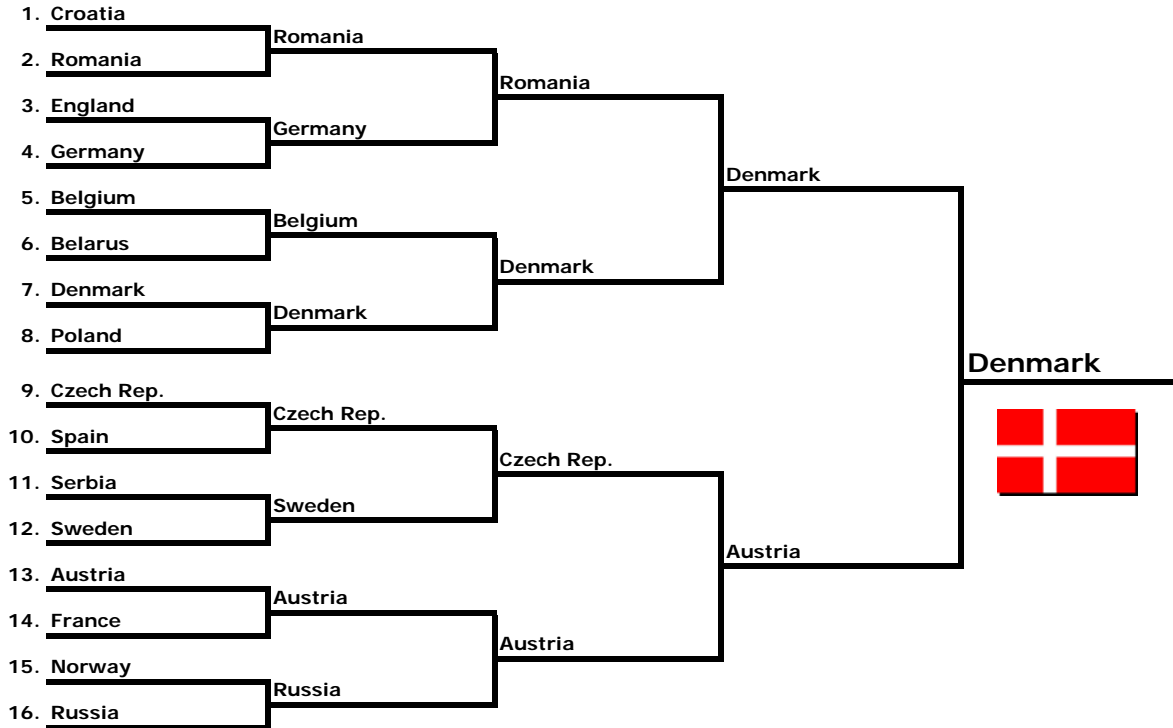 1. Croatia
Romania
2. Romania
Romania
3. England
Germany
4. Germany
Denmark
5. Belgium
Belgium
6. Belarus
Denmark
7. Denmark
Denmark
8. Poland
Denmark
9. Czech Rep.
Czech Rep.
10. Spain
Czech Rep.
11. Serbia
Sweden
12. Sweden
Austria
13. Austria
Austria
14. France
Austria
15. Norway
Russia
16. Russia